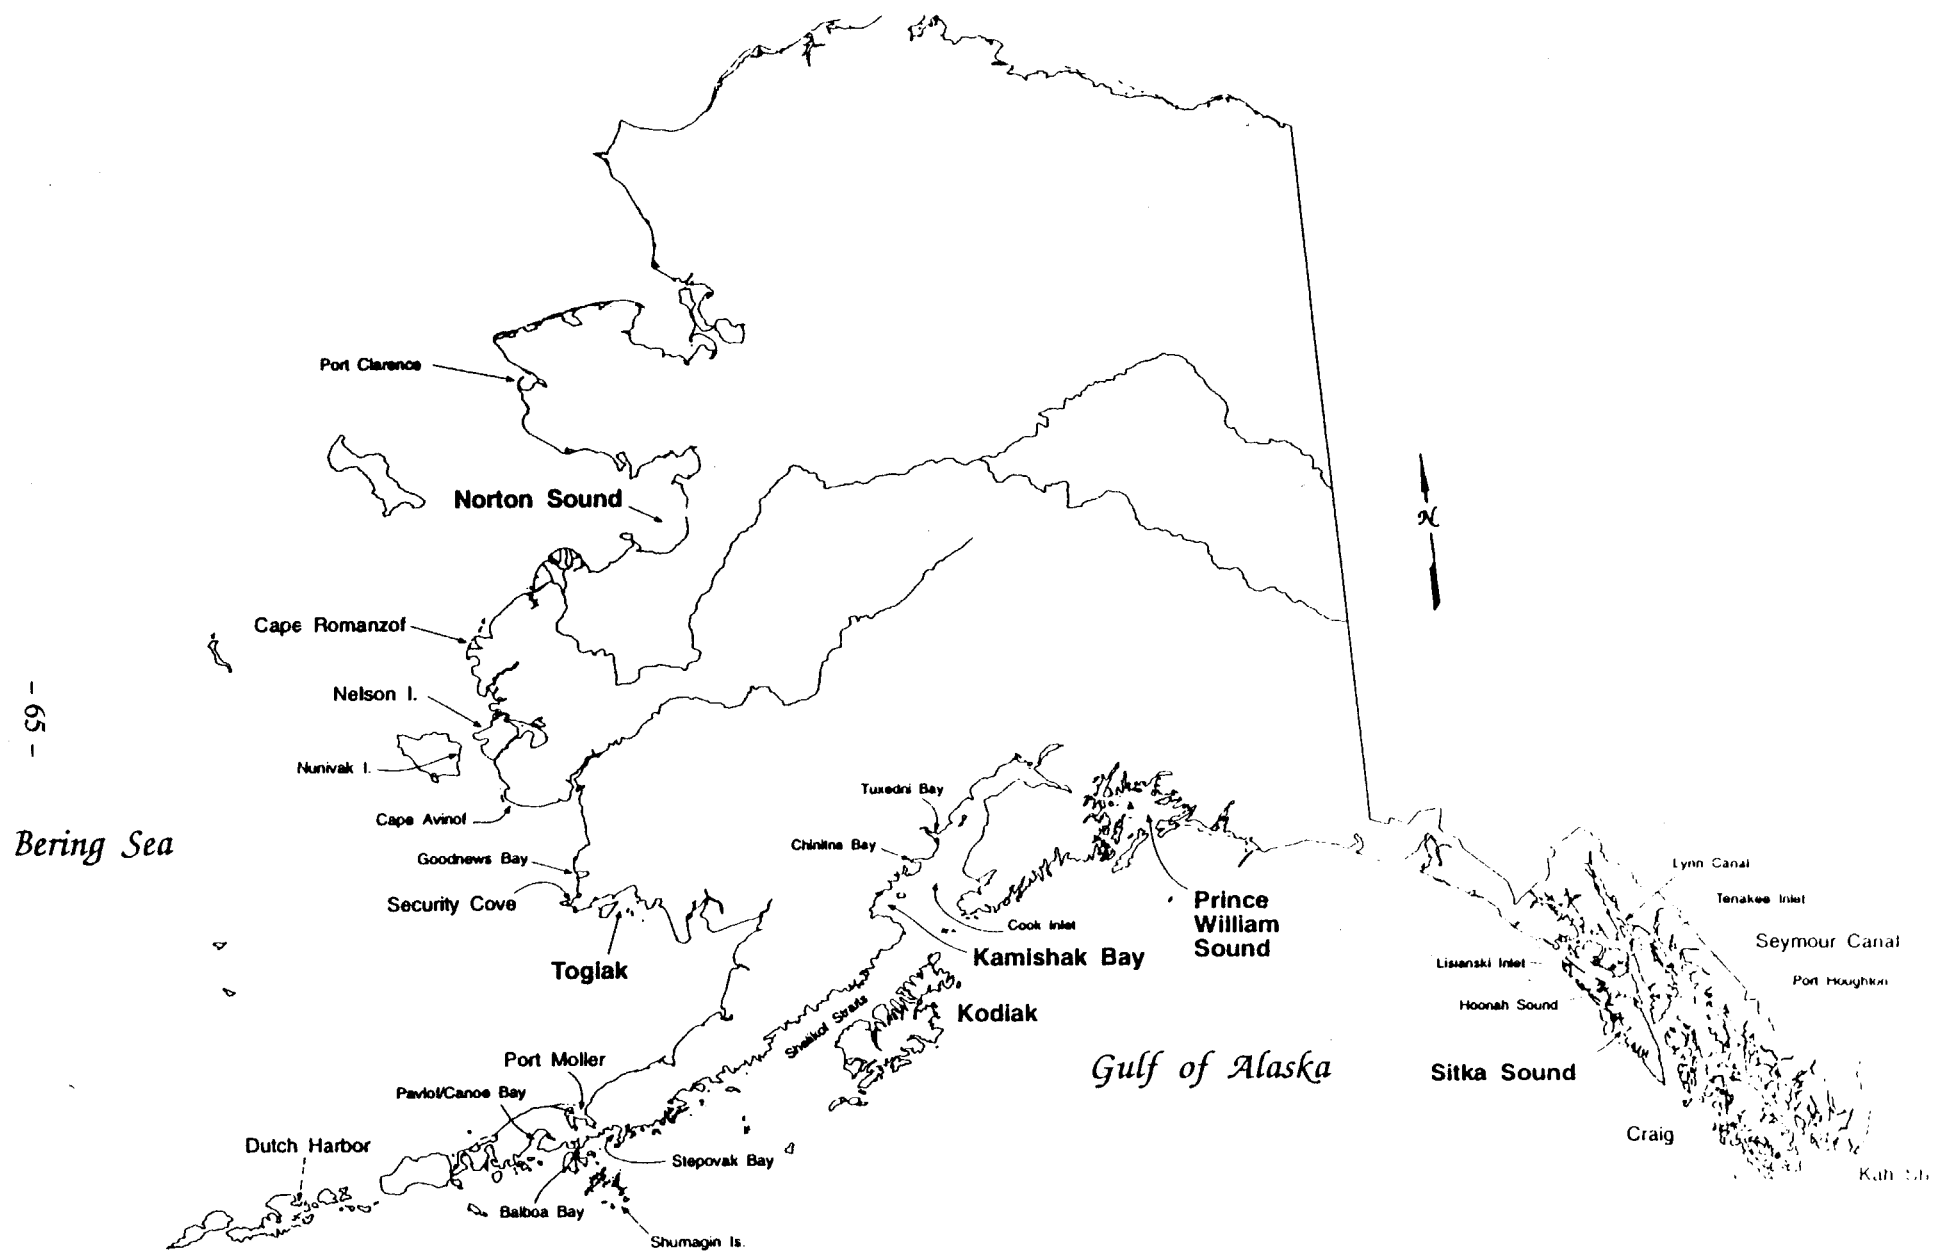 Port Clarence
Norton Sound
N
Cape Romanzof
Nelson I.
Nunivak I.
Cape Avinof
Bering Sea
Goodnews Bay
Security Cove
Togiak
Tuxedni Bay
Chinitna Bay
Cook Inlet
Kamishak Bay
Prince
William
Sound
Kodiak
Shelikof Straits
Gulf of Alaska
Lynn Canal
Tenakee Inlet
Seymour Canal
Lisianski Inlet
Port Houghton
Hoonah Sound
Sitka Sound
Craig
Port Moller
Pavlof/Canoe Bay
Dutch Harbor
Stepovak Bay
Balboa Bay
Shumagin Is.
- 65 -